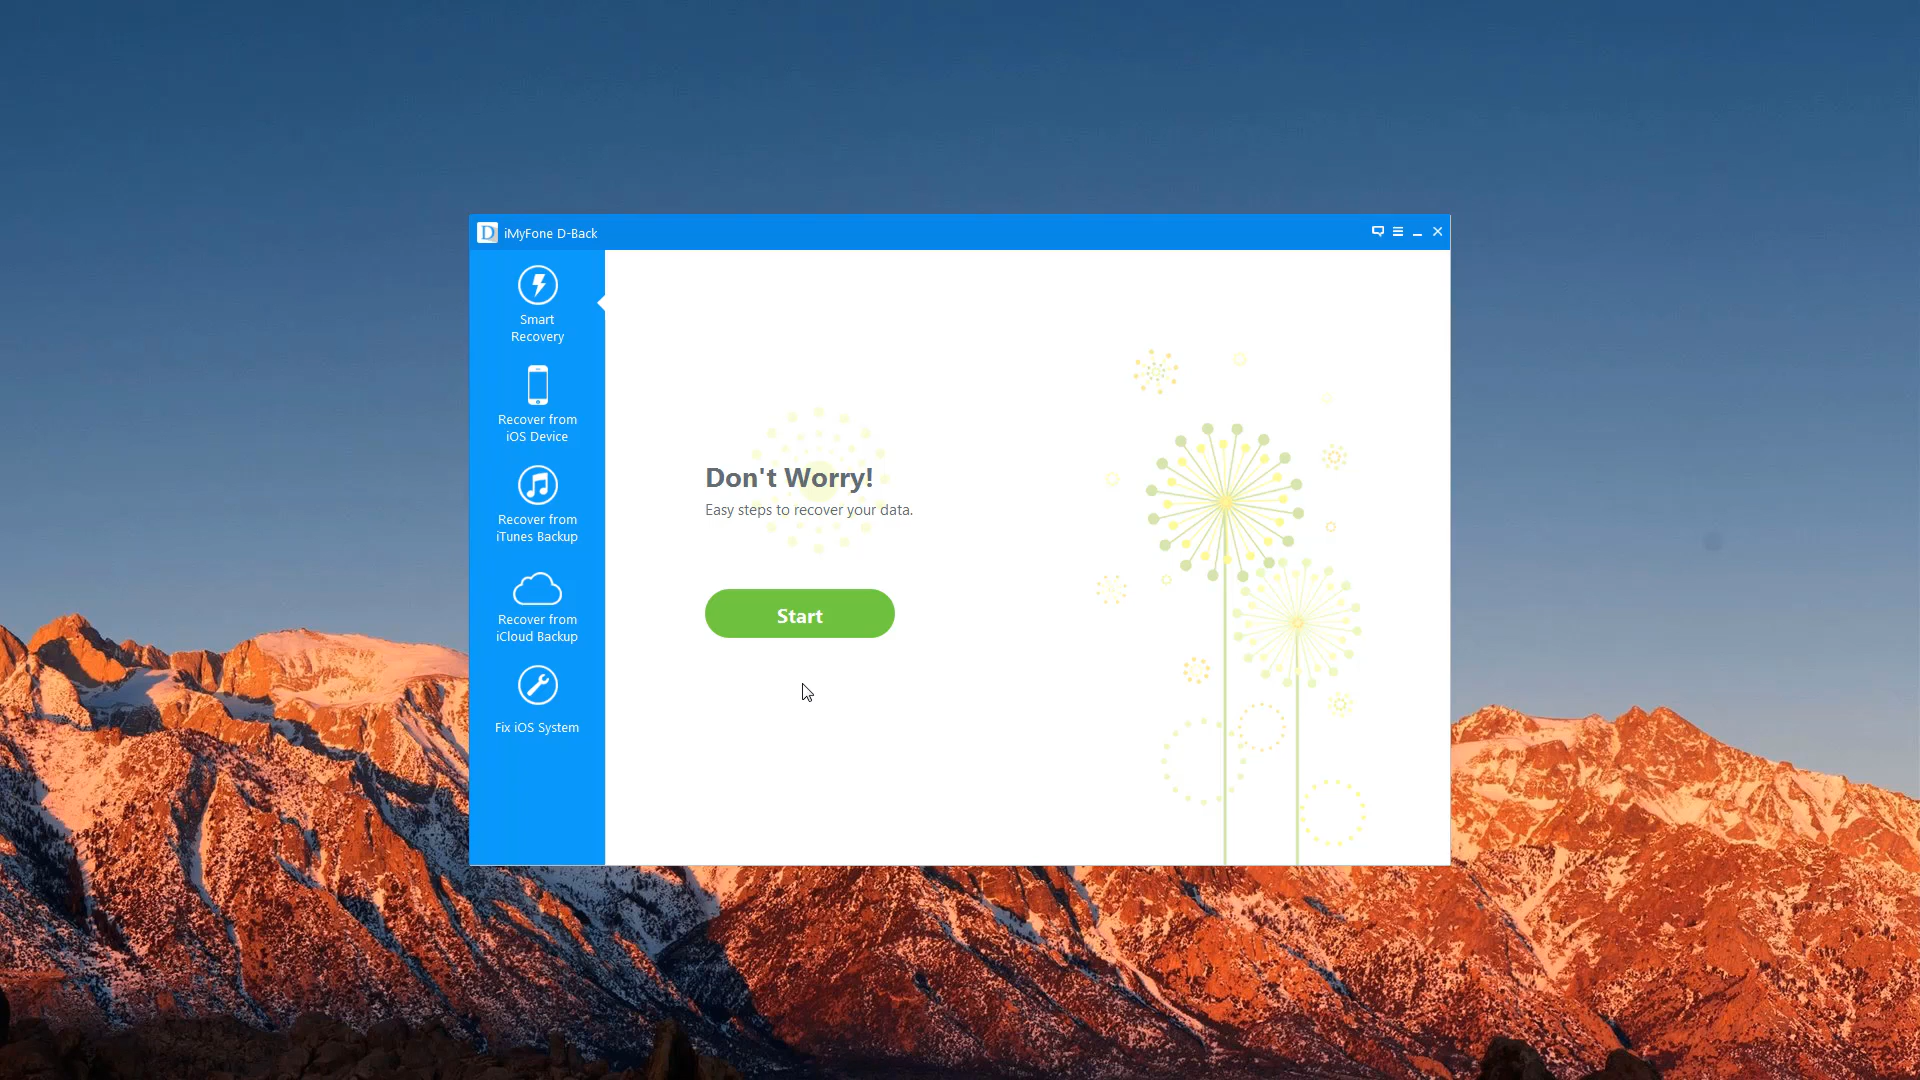 D iMyFone D-Back
Smart
Recovery
Recover from
iOS Device
Recover from
iTunes Backup
Recover from
iCloud Backup
Fix iOS System
Don't Worry!
Easy steps to recover your data.
Start